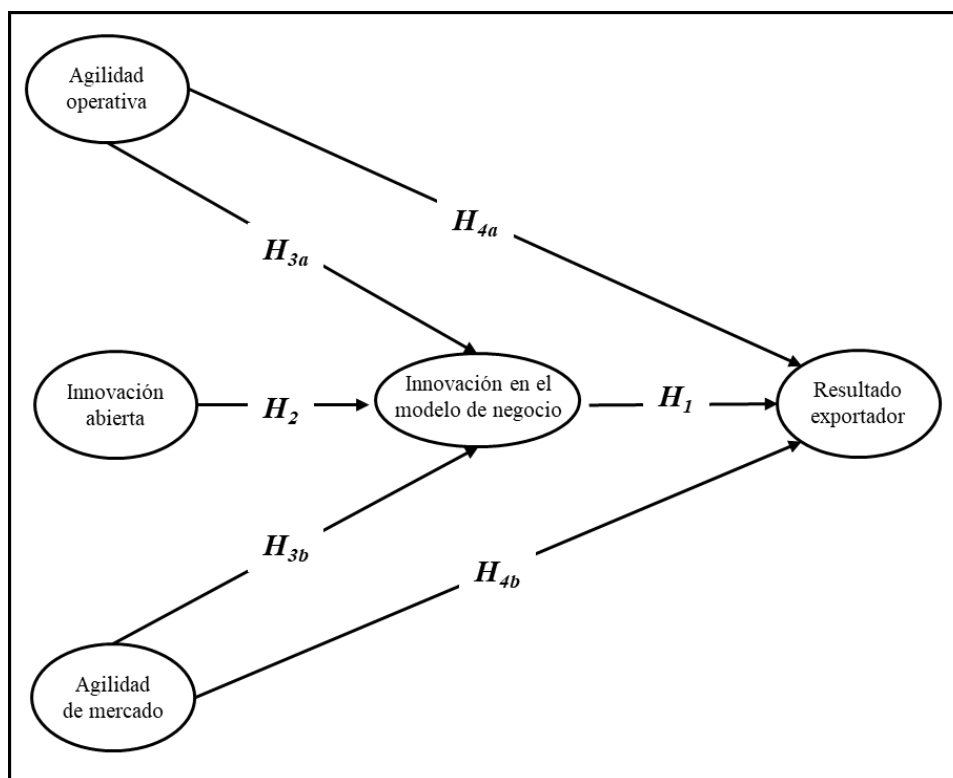 Agilidad
operativa
H4a
H3a
Innovación
abierta
H2
Innovación en el
modelo de negocio
H1
Resultado
exportador
H3b
H4b
Agilidad
de mercado